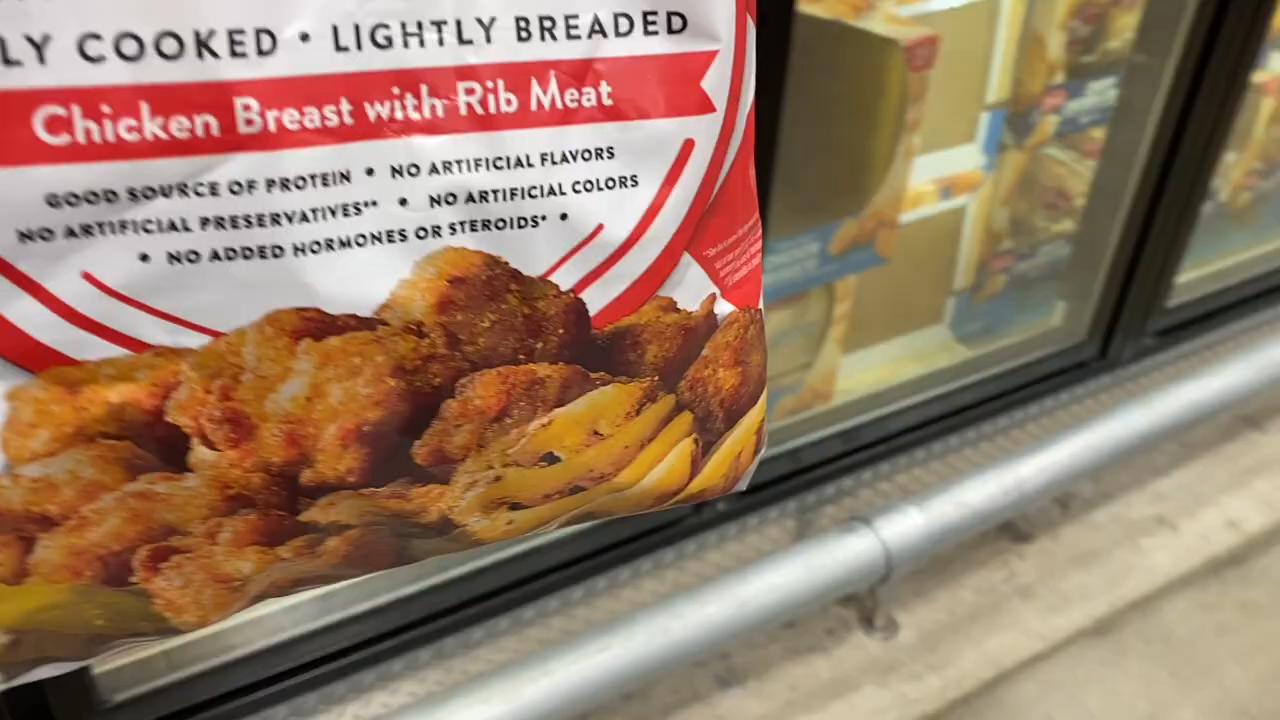 LY COOKED • LIGHTLY BREADED
Chicken Breast with Rib Meat
GOOD SOURCE OF PROTEIN • NO ARTIFICIAL FLAVORS
NO ARTIFICIAL PRESERVATIVES** • NO ARTIFICIAL COLORS
• NO ADDED HORMONES OR STEROIDS* •